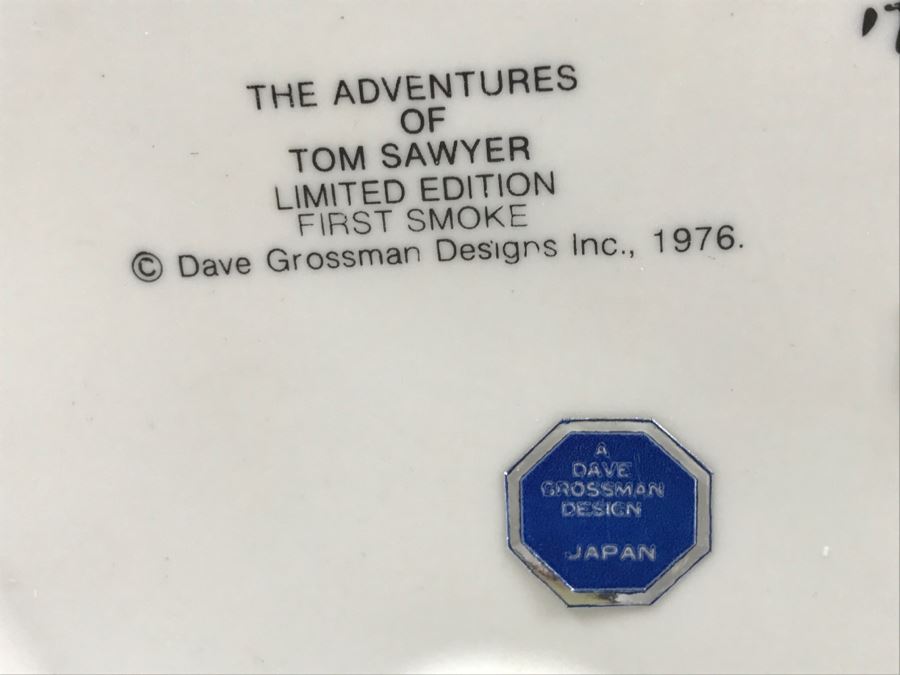 THE ADVENTURES
OF
TOM SAWYER
LIMITED EDITION
FIRST SMOKE
© Dave Grossman Designs Inc., 1976.
A
DAVE
GROSSMAN
DESIGN
JAPAN